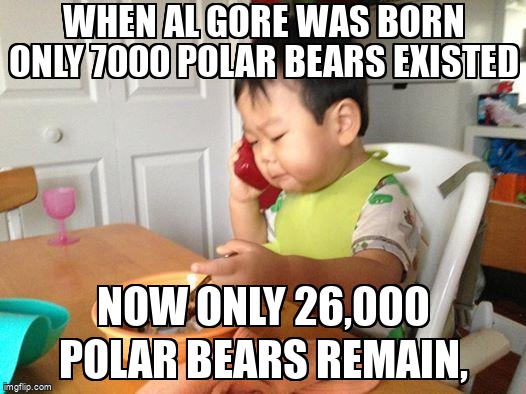 WHEN AL GORE WAS BORN
ONLY 7000 POLAR BEARS EXISTED
NOW ONLY 26,000
POLAR BEARS REMAIN,
imgflip.com